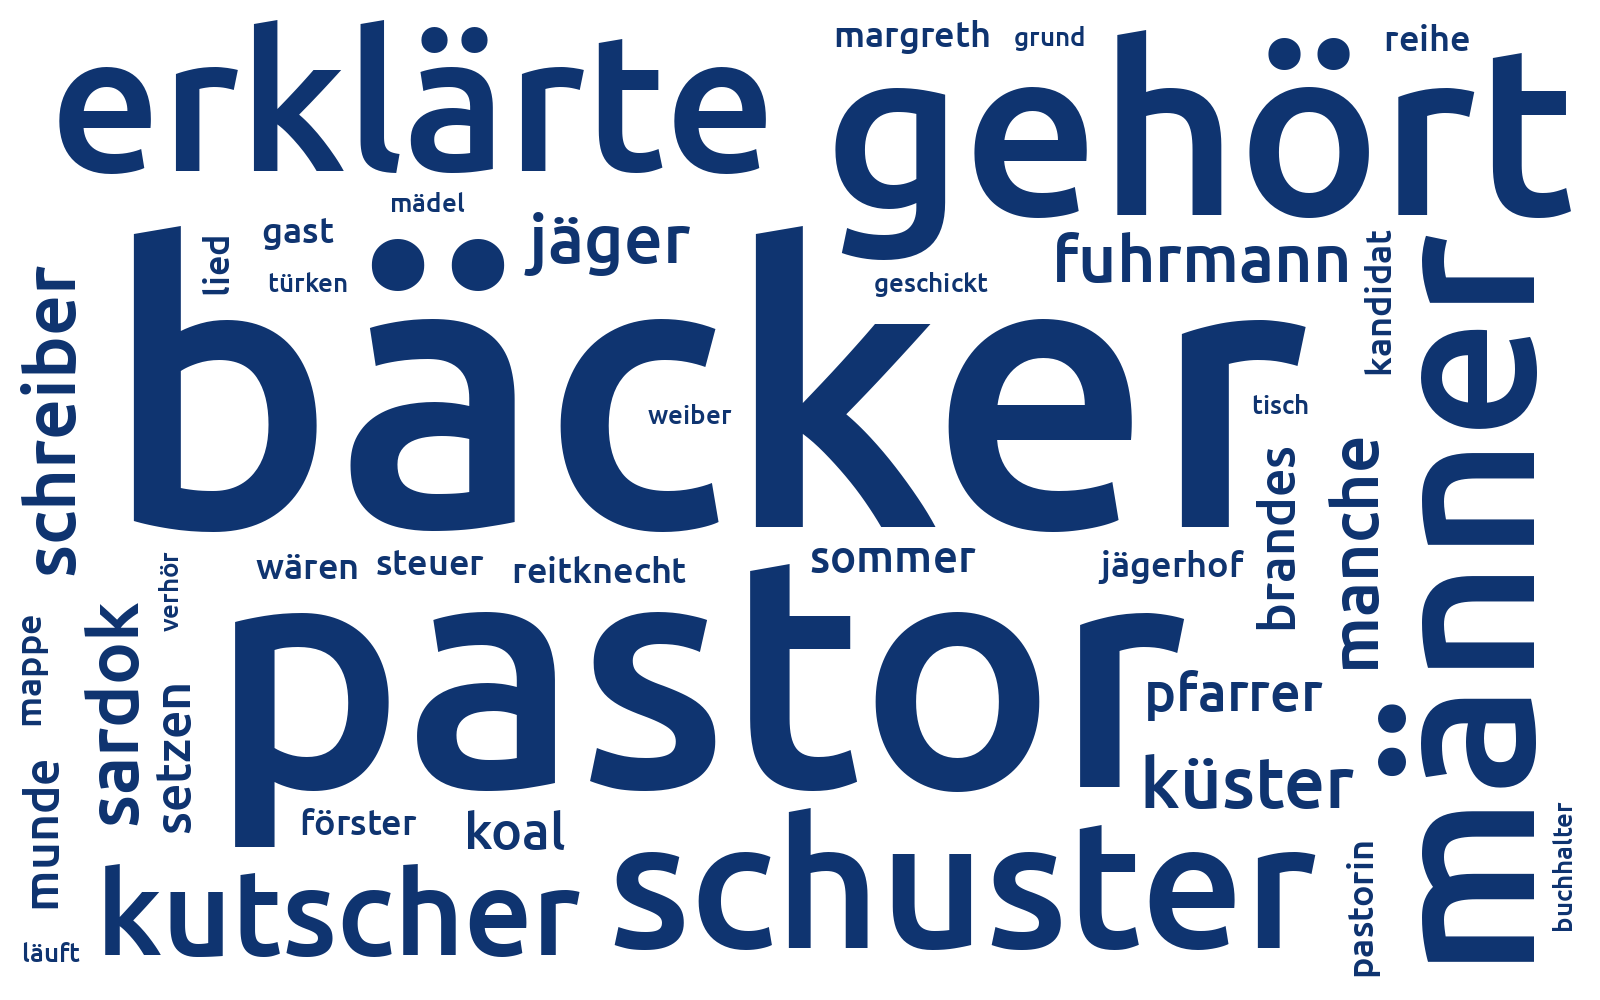 erklärte
margreth
grund
reihe
gehört
mädel
gast
lied
jäger
türken
geschickt
fuhrmann
kandidat
schreiber
bäcker
weiber
tisch
männer
manche
brandes
wären
steuer
reitknecht
sommer
jägerhof
verhör
sardok
mappe
setzen
pastor
pfarrer
küster
munde
förster
koal
kutscher
schuster
pastorin
buchhalter
läuft